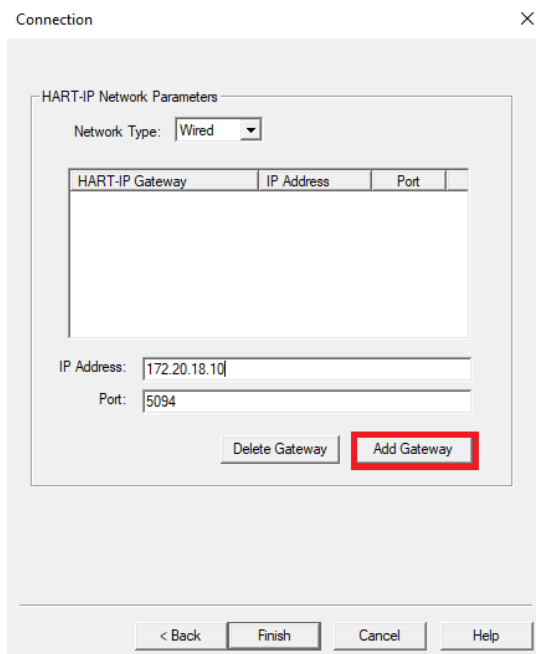 Connection
HART-IP Network Parameters
Network Type: Wired
HART-IP Gateway IP Address Port
IP Address: 172.20.18.10
Port: 5094
Delete Gateway Add Gateway
< Back Finish Cancel Help